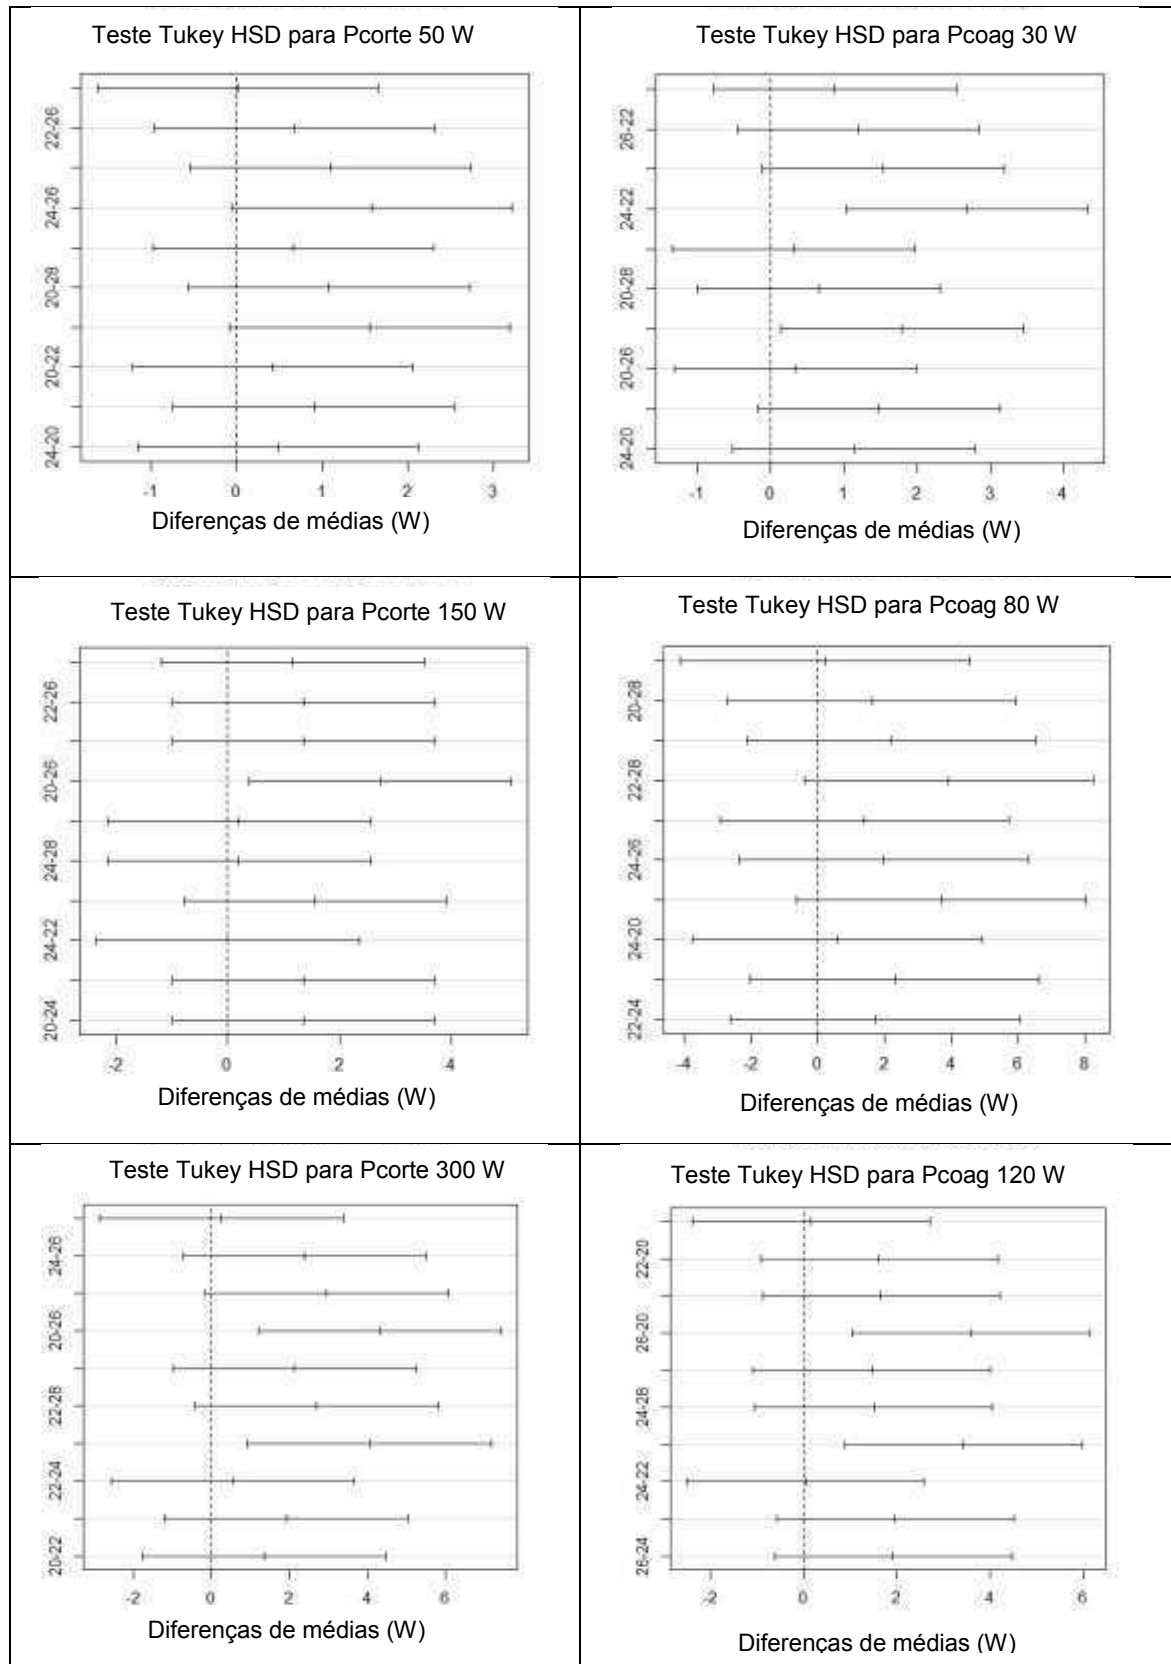 Teste Tukey HSD para Pcorte 50 W
22-26
24-26
20-28
20-22
24-20
-1 0 1 2 3
Diferenças de médias (W)
Teste Tukey HSD para Pcoag 30 W
26-22
24-22
20-28
20-26
24-20
-1 0 1 2 3 4
Diferenças de médias (W)
Teste Tukey HSD para Pcorte 150 W
22-26
20-26
24-28
24-22
20-24
-2 0 2 4
Diferenças de médias (W)
Teste Tukey HSD para Pcoag 80 W
20-28
22-28
24-26
24-20
22-24
-4 -2 0 2 4 6 8
Diferenças de médias (W)
Teste Tukey HSD para Pcorte 300 W
24-26
20-26
22-28
22-24
20-22
-2 0 2 4 6
Diferenças de médias (W)
Teste Tukey HSD para Pcoag 120 W
22-20
26-20
24-28
24-22
26-24
-2 0 2 4 6
Diferenças de médias (W)